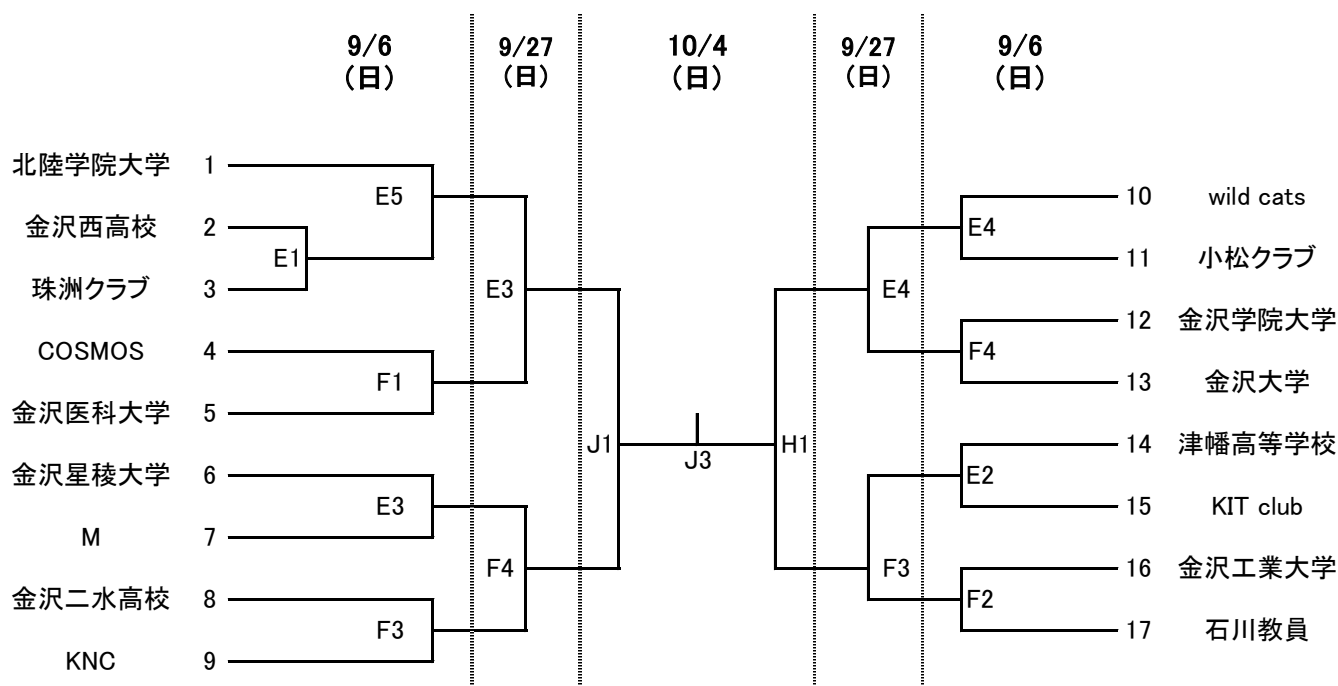 9/6 9/27 10/4 9/27 9/6
(日) (日) (日) (日) (日)
北陸学院大学 1
E5
10 wild cats
金沢西高校 2
E4
E1
11 小松クラブ
珠洲クラブ 3
E3
E4
12 金沢学院大学
COSMOS 4
F4
F1
13 金沢大学
金沢医科大学 5
J1
J3
H1
14 津幡高等学校
金沢星稜大学 6
E2
E3
15 KIT club
M 7
F4
F3
16 金沢工業大学
金沢二水高校 8
F2
F3
17 石川教員
KNC 9